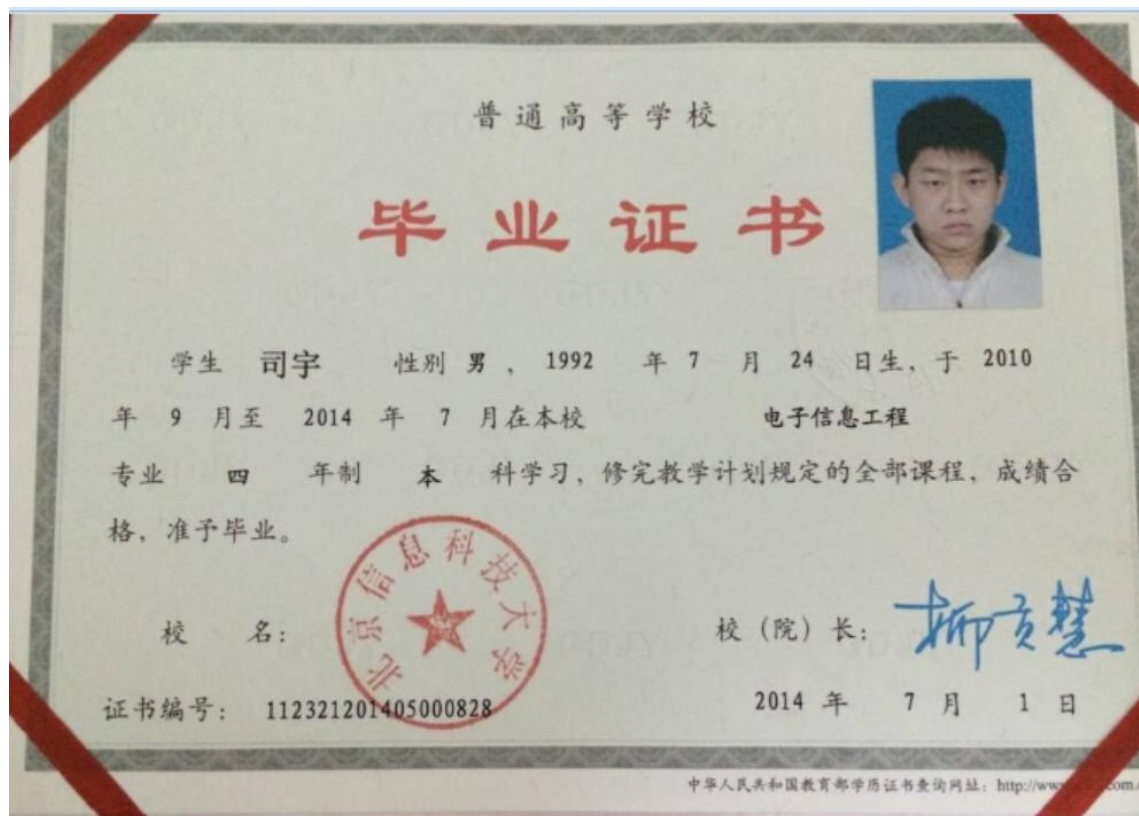 普通高等学校
毕业证书
学生 司宇 性别 男 , 1992 年 7 月 24 日生, 于 2010
年 9 月至 2014 年 7 月在本校 电子信息工程
专业 四 年制 本 科学习, 修完教学计划规定的全部课程, 成绩合
格, 准予毕业。
北京信息科技大学
校 名:
校 (院) 长: 柳贡慧
证书编号: 112321201405000828
2014 年 7 月 1 日
中华人民共和国教育部学历证书查询网址: http://www